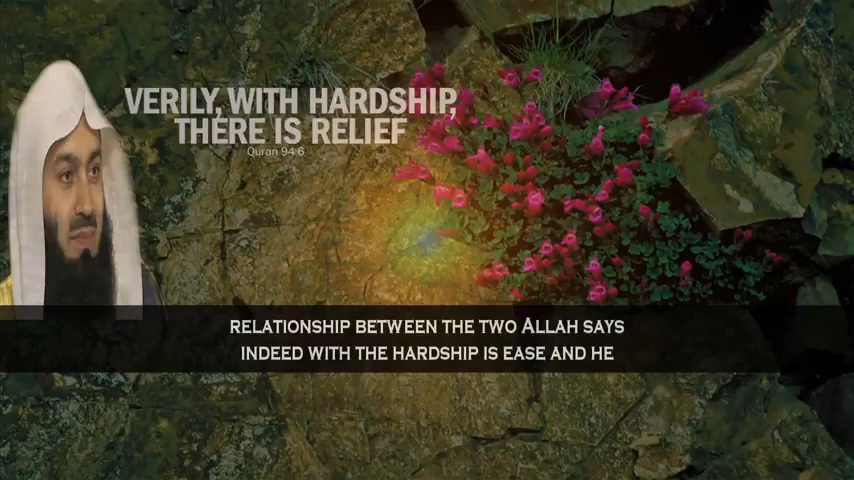 VERILY, WITH HARDSHIP,
THERE IS RELIEF
Quran 94:6
RELATIONSHIP BETWEEN THE TWO ALLAH SAYS
INDEED WITH THE HARDSHIP IS EASE AND HE